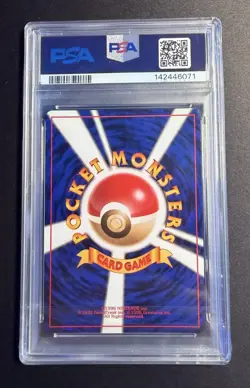 PSA
PSA
142446071
POCKET MONSTERS
CARD GAME